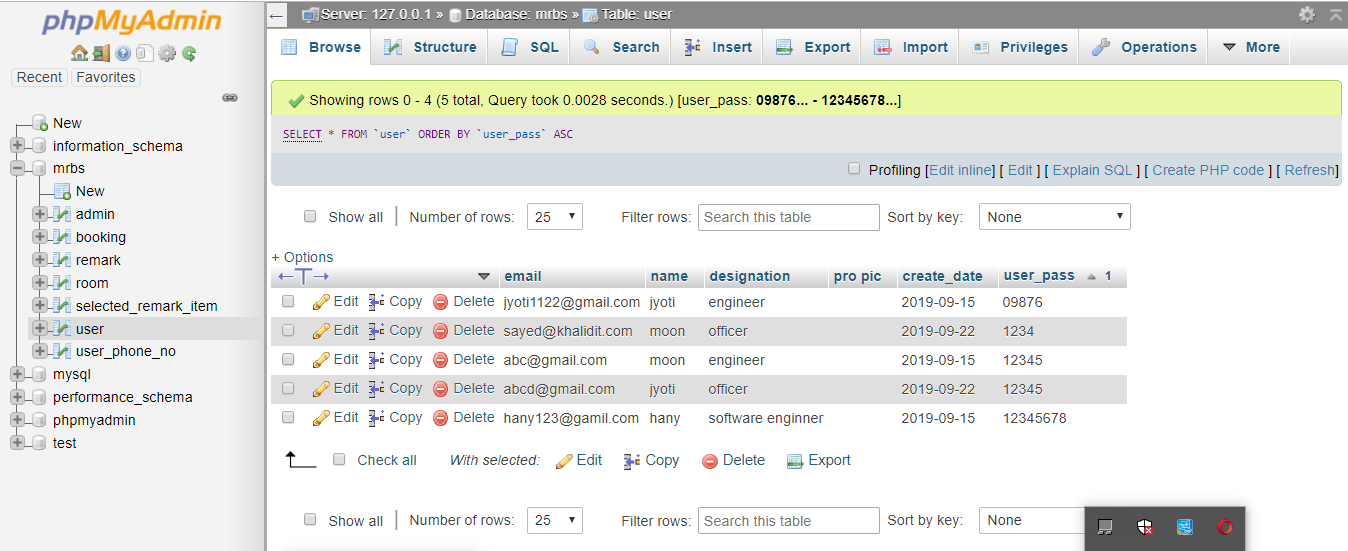 phpMyAdmin
Recent Favorites
New
information_schema
mrbs
New
admin
booking
remark
room
selected_remark_item
user
user_phone_no
mysql
performance_schema
phpmyadmin
test
Server: 127.0.0.1 » Database: mrbs » Table: user
Browse Structure SQL Search Insert Export Import Privileges Operations More
Showing rows 0 - 4 (5 total, Query took 0.0028 seconds.) [user_pass: 09876... - 12345678...]
SELECT * FROM `user` ORDER BY `user_pass` ASC
Profiling [Edit inline] [ Edit ] [ Explain SQL ] [ Create PHP code ] [ Refresh]
Show all Number of rows: 25 Filter rows: Search this table Sort by key: None
+ Options
email name designation pro pic create_date user_pass 1
Edit Copy Delete jyoti1122@gmail.com jyoti engineer 2019-09-15 09876
Edit Copy Delete sayed@khalidit.com moon officer 2019-09-22 1234
Edit Copy Delete abc@gmail.com moon engineer 2019-09-15 12345
Edit Copy Delete abcd@gmail.com jyoti officer 2019-09-22 12345
Edit Copy Delete hany123@gamil.com hany software enginner 2019-09-15 12345678
Check all With selected: Edit Copy Delete Export
Show all Number of rows: 25 Filter rows: Search this table Sort by key: None